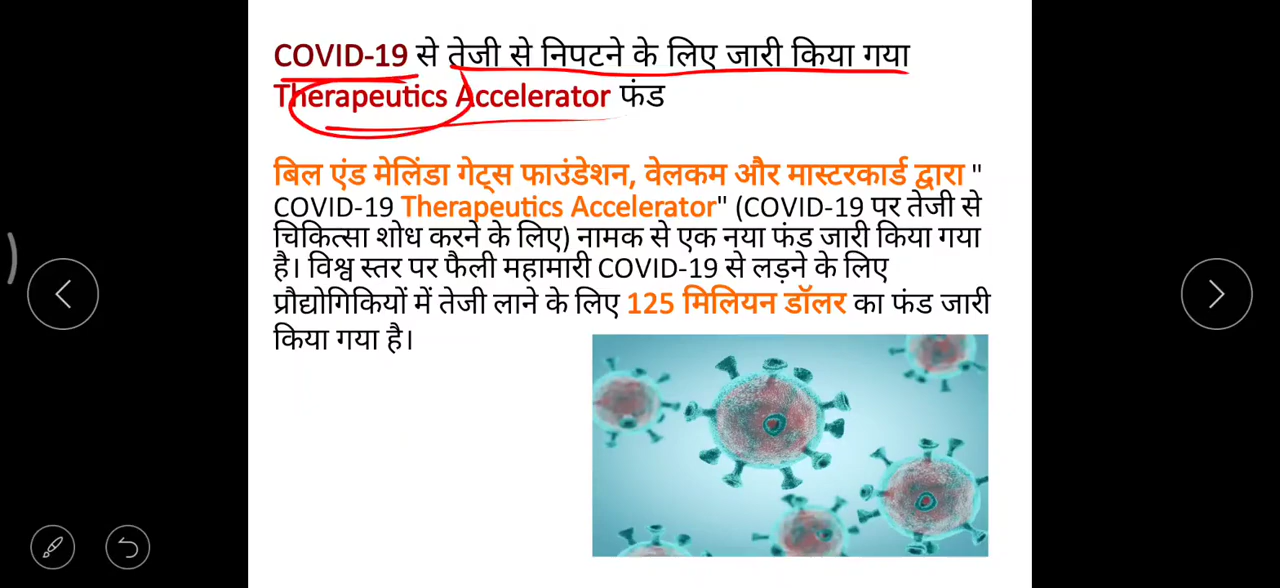 COVID-19 से तेजी से निपटने के लिए जारी किया गया
Therapeutics Accelerator फंड
बिल एंड मेलिंडा गेट्स फाउंडेशन, वेलकम और मास्टरकार्ड द्वारा "
COVID-19 Therapeutics Accelerator" (COVID-19 पर तेजी से
चिकित्सा शोध करने के लिए) नामक से एक नया फंड जारी किया गया
है। विश्व स्तर पर फैली महामारी COVID-19 से लड़ने के लिए
प्रौद्योगिकियों में तेजी लाने के लिए 125 मिलियन डॉलर का फंड जारी
किया गया है।